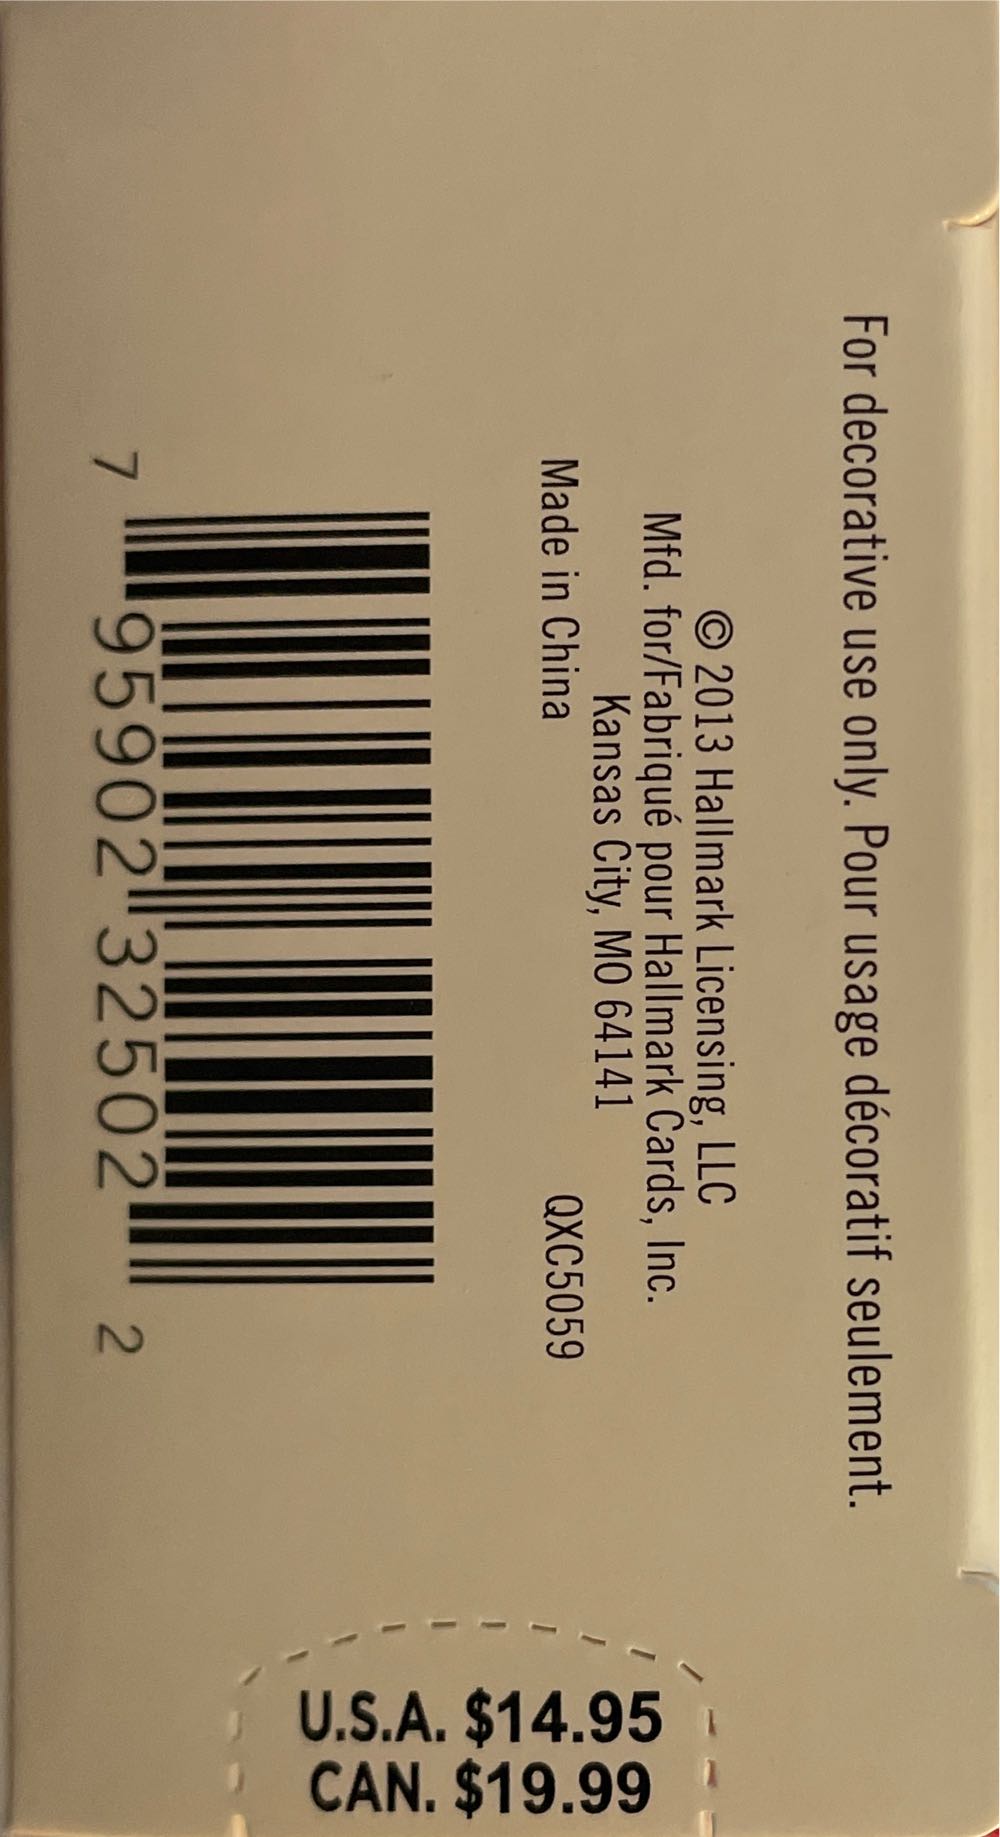 For decorative use only. Pour usage décoratif seulement.
© 2013 Hallmark Licensing, LLC
Mfd. for/Fabriqué pour Hallmark Cards, Inc.
Kansas City, MO 64141
Made in China QXC5059
7 95902 32502 2
U.S.A. $14.95
CAN. $19.99